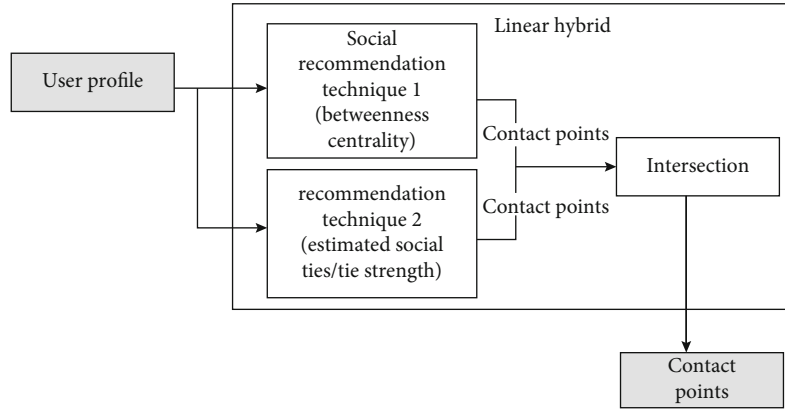 Linear hybrid
User profile
Social
recommendation
technique 1
(betweenness
centrality)
Contact points
Intersection
recommendation
technique 2
(estimated social
ties/tie strength)
Contact points
Contact
points